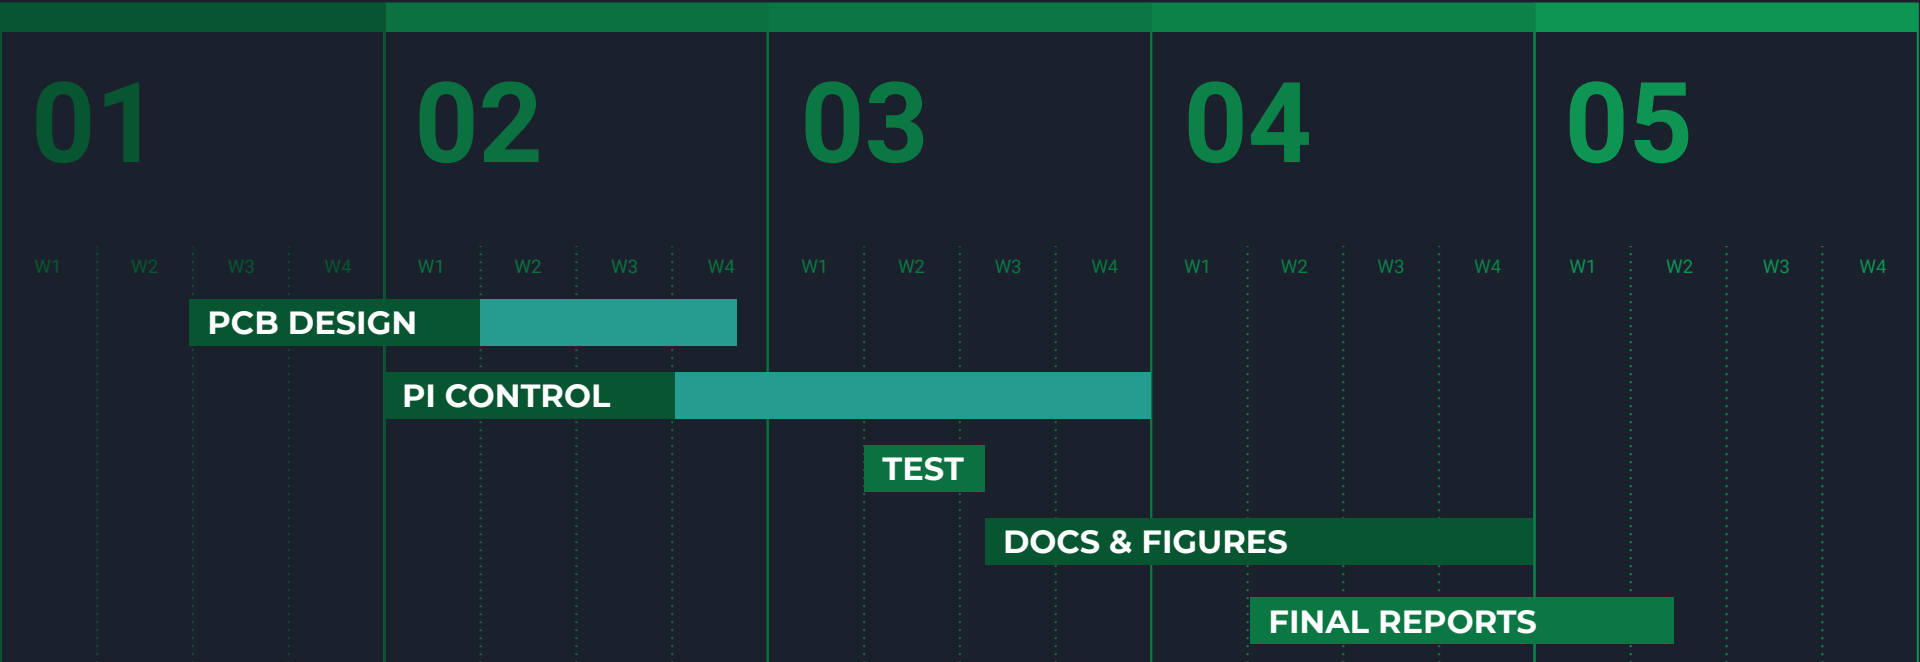 01 02 03 04 05
W1 W2 W3 W4 W1 W2 W3 W4 W1 W2 W3 W4 W1 W2 W3 W4 W1 W2 W3 W4
PCB DESIGN
PI CONTROL
TEST
DOCS & FIGURES
FINAL REPORTS